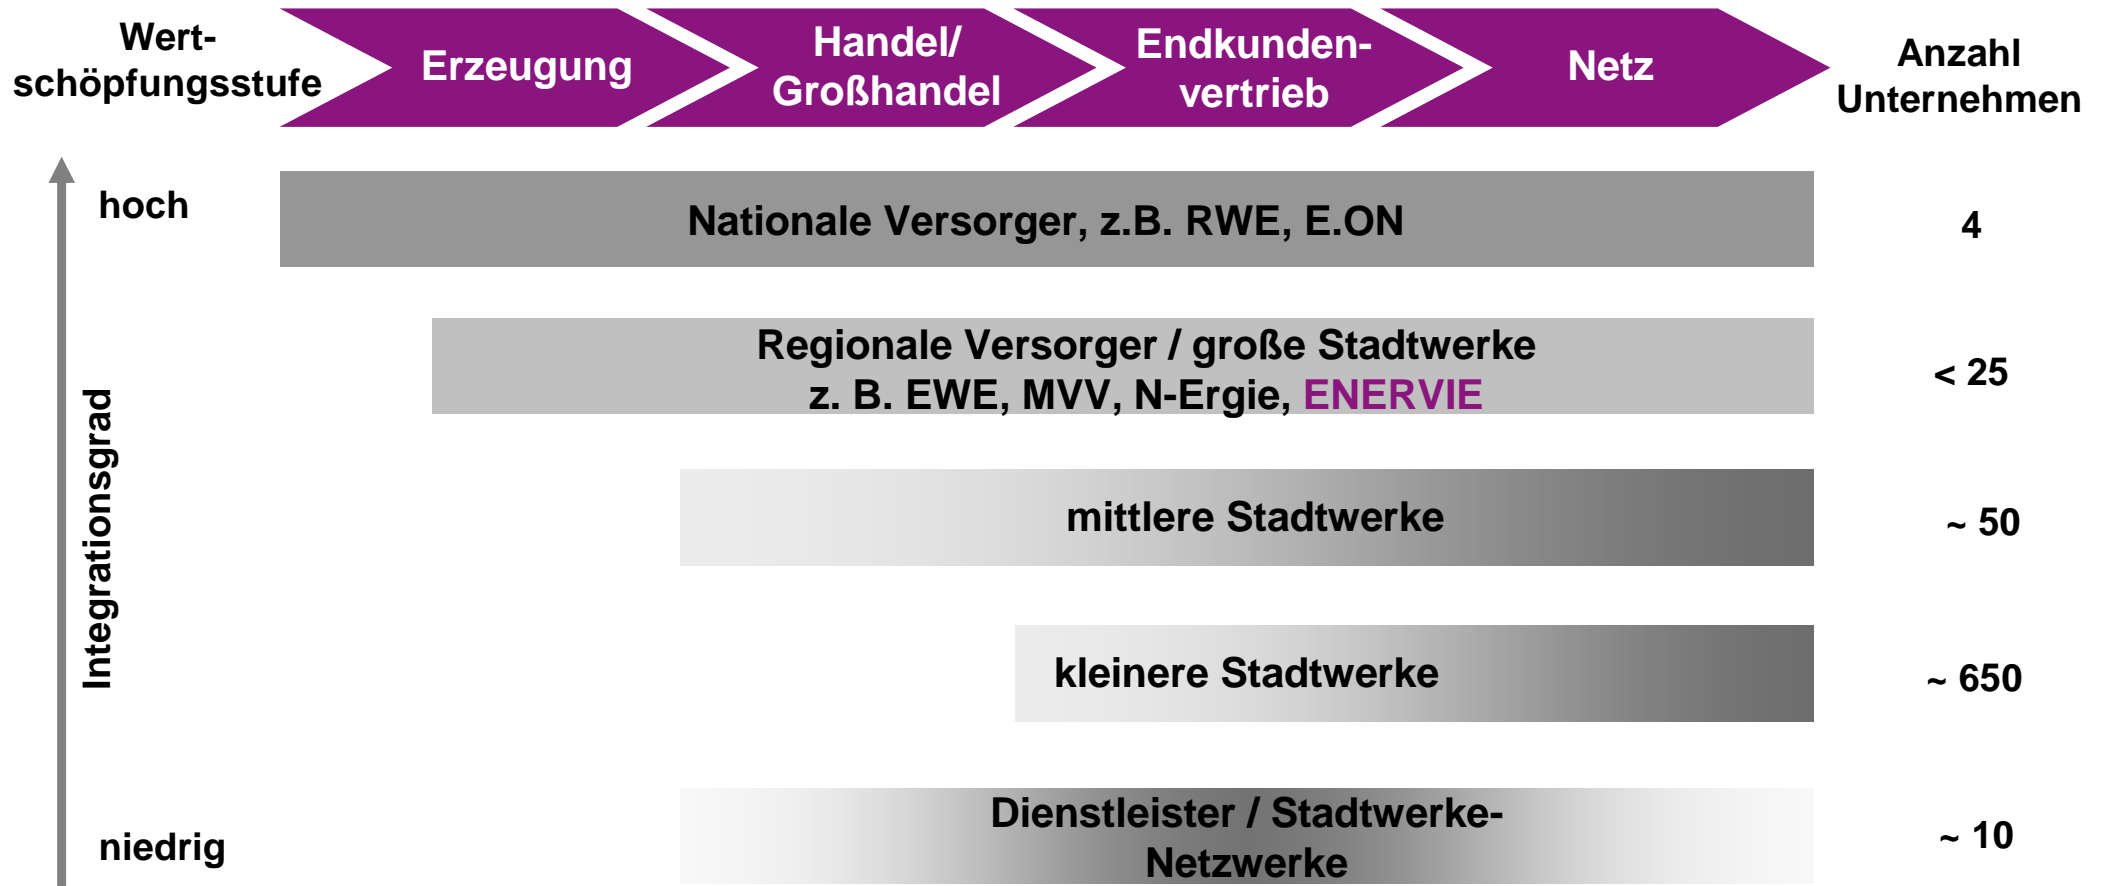 Wert-
schöpfungsstufe
Erzeugung
Handel/
Großhandel
Endkunden-
vertrieb
Netz
Anzahl
Unternehmen
hoch
Nationale Versorger, z.B. RWE, E.ON
4
Regionale Versorger / große Stadtwerke
z. B. EWE, MVV, N-Ergie, ENERVIE
< 25
Integrationsgrad
mittlere Stadtwerke
~ 50
kleinere Stadtwerke
~ 650
niedrig
Dienstleister / Stadtwerke-
Netzwerke
~ 10